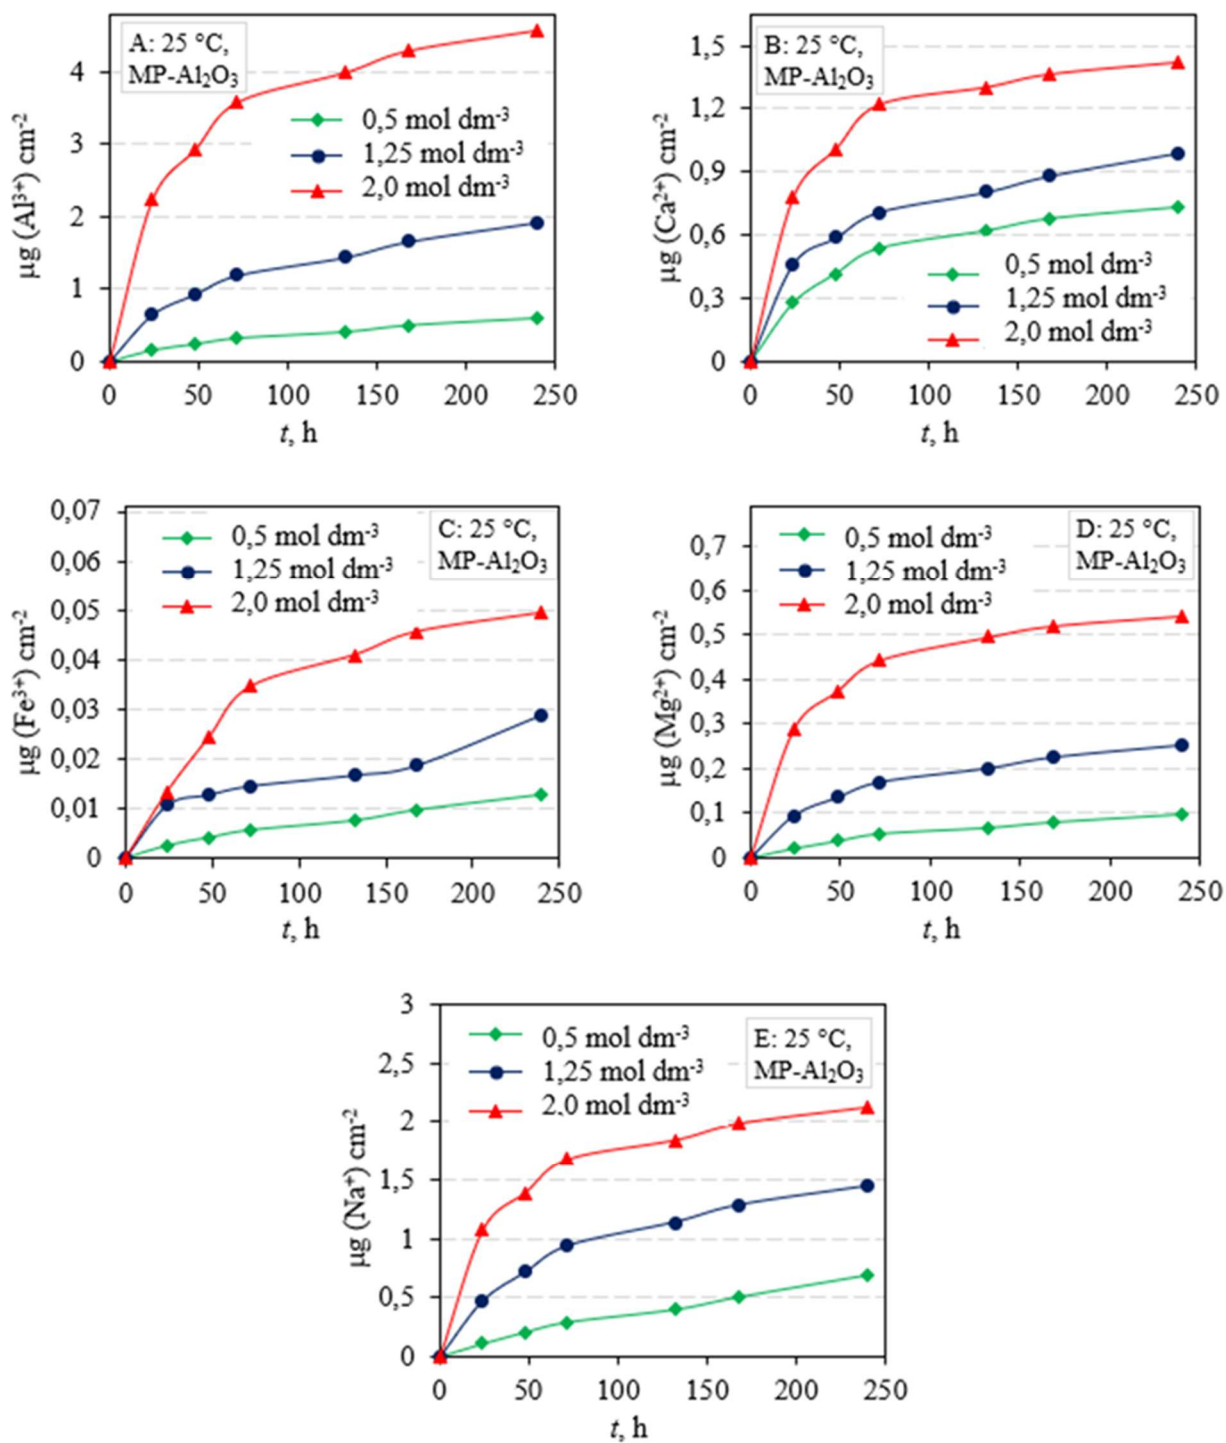 A: 25 °C,
MP-Al₂O₃
4
3
2
1
0
0,5 mol dm⁻³
1,25 mol dm⁻³
2,0 mol dm⁻³
µg (Al³⁺) cm⁻²
0 50 100 150 200 250
t, h
B: 25 °C,
MP-Al₂O₃
1,5
1,2
0,9
0,6
0,3
0
0,5 mol dm⁻³
1,25 mol dm⁻³
2,0 mol dm⁻³
µg (Ca²⁺) cm⁻²
0 50 100 150 200 250
t, h
0,07
0,06
0,05
0,04
0,03
0,02
0,01
0
0,5 mol dm⁻³
1,25 mol dm⁻³
2,0 mol dm⁻³
C: 25 °C,
MP-Al₂O₃
µg (Fe³⁺) cm⁻²
0 50 100 150 200 250
t, h
0,7
0,6
0,5
0,4
0,3
0,2
0,1
0
0,5 mol dm⁻³
1,25 mol dm⁻³
2,0 mol dm⁻³
D: 25 °C,
MP-Al₂O₃
µg (Mg²⁺) cm⁻²
0 50 100 150 200 250
t, h
3
2,5
2
1,5
1
0,5
0
0,5 mol dm⁻³
1,25 mol dm⁻³
2,0 mol dm⁻³
E: 25 °C,
MP-Al₂O₃
µg (Na⁺) cm⁻²
0 50 100 150 200 250
t, h